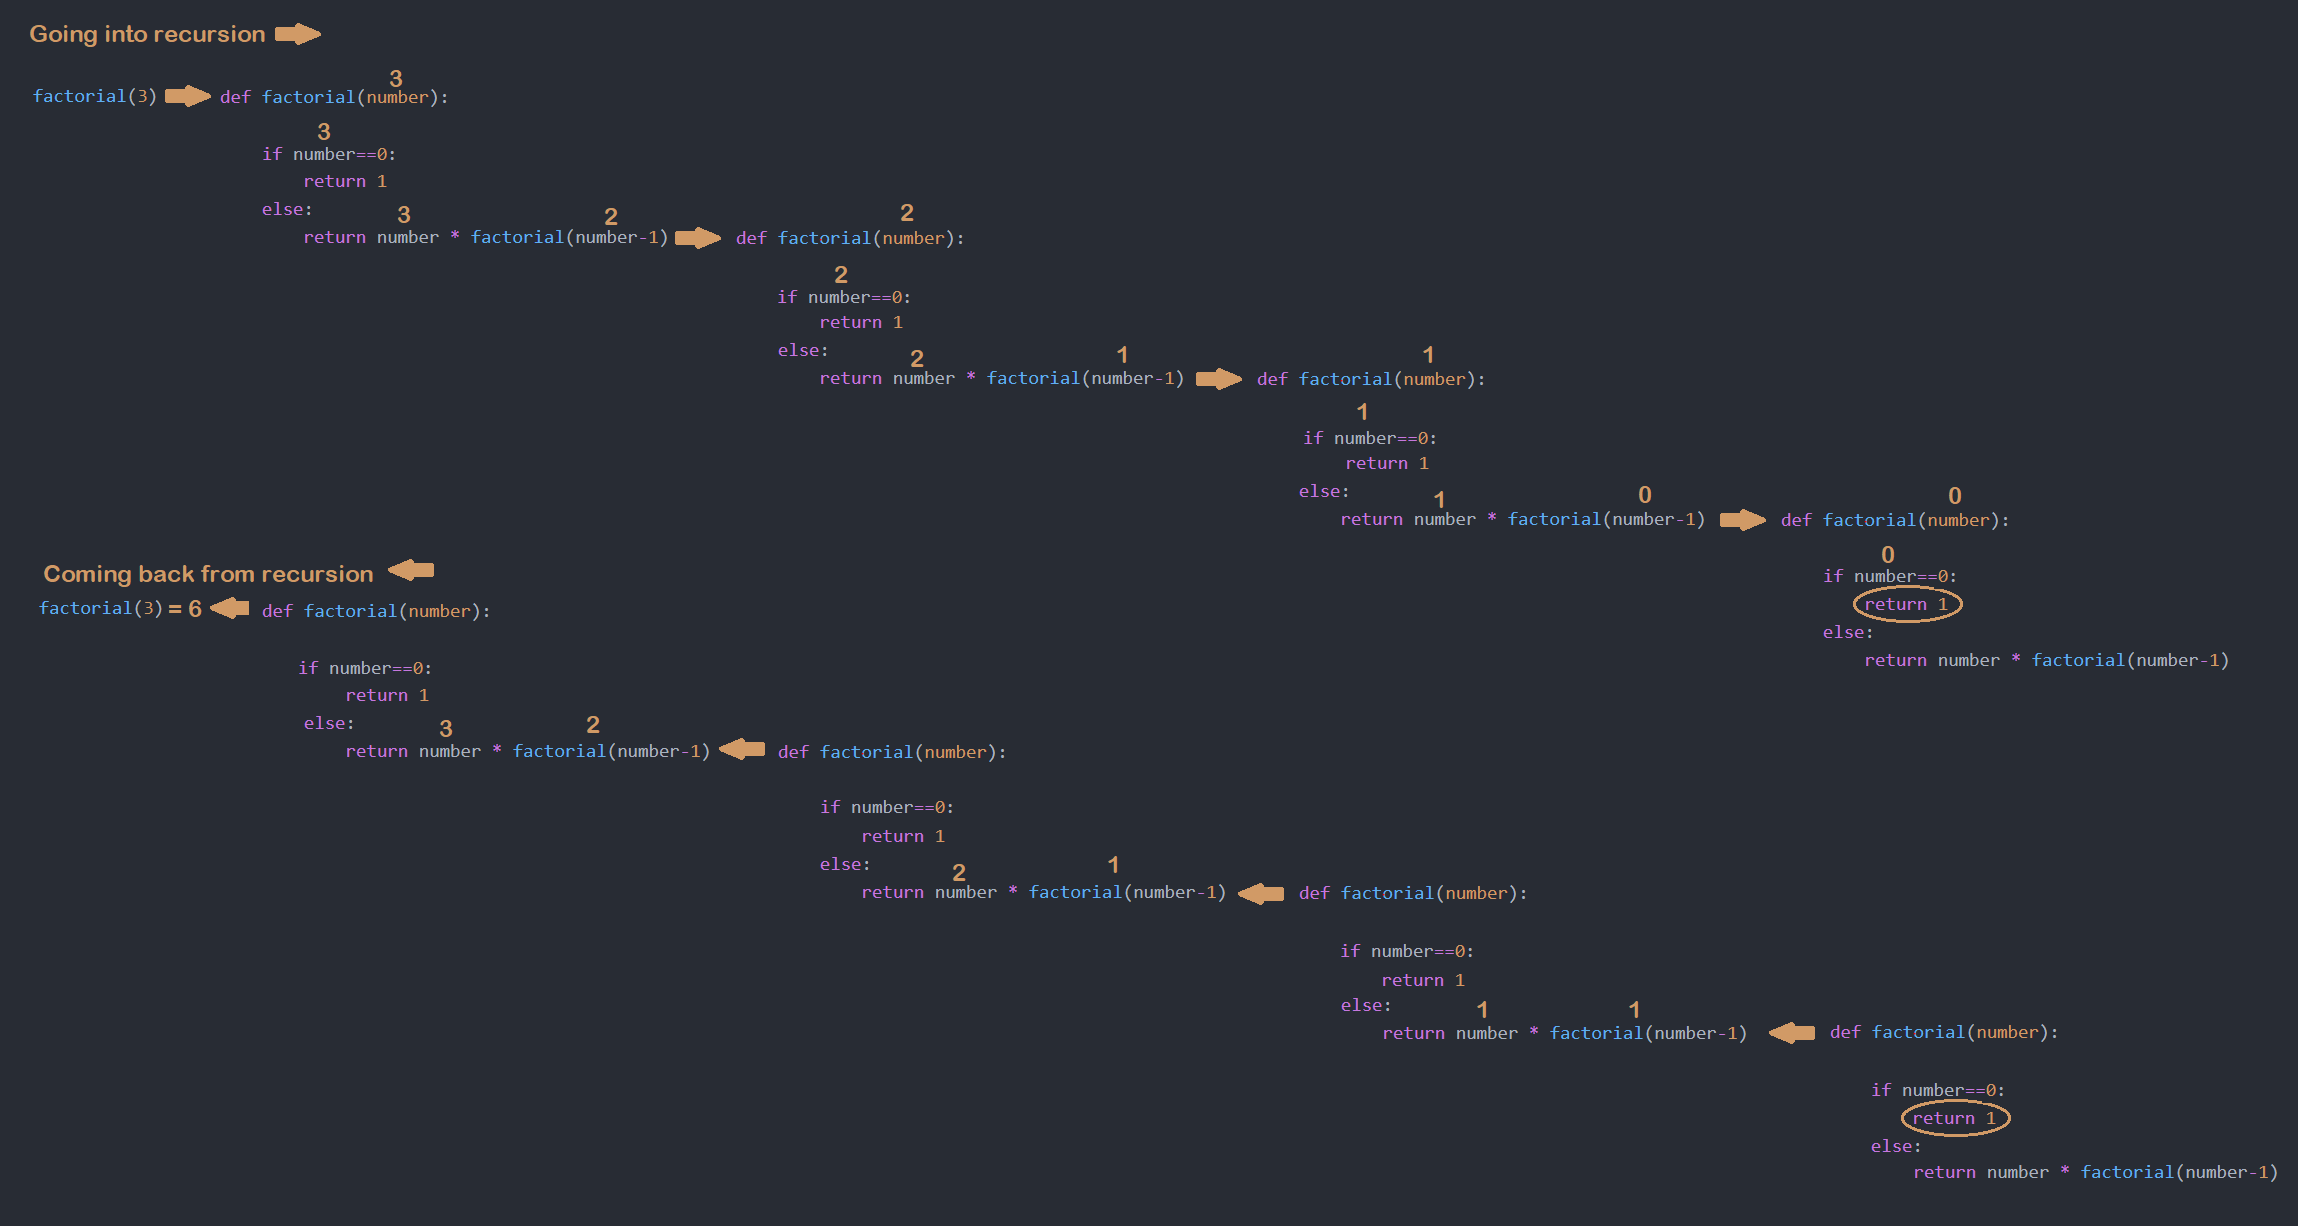 Going into recursion
3
factorial(3) def factorial(number):
3
if number==0:
return 1
else:
3 2 2
return number * factorial(number-1) def factorial(number):
2
if number==0:
return 1
else:
2 1 1
return number * factorial(number-1) def factorial(number):
1
if number==0:
return 1
else:
1 0 0
return number * factorial(number-1) def factorial(number):
0
if number==0:
return 1
else:
return number * factorial(number-1)
Coming back from recursion
factorial(3) = 6 def factorial(number):
if number==0:
return 1
else:
3 2
return number * factorial(number-1) def factorial(number):
if number==0:
return 1
else:
2 1
return number * factorial(number-1) def factorial(number):
if number==0:
return 1
else:
1 1
return number * factorial(number-1) def factorial(number):
if number==0:
return 1
else:
return number * factorial(number-1)